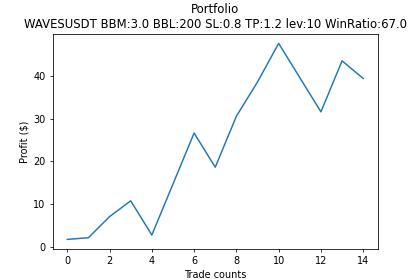 Portfolio
WAVESUSDT BBM:3.0 BBL:200 SL:0.8 TP:1.2 lev:10 WinRatio:67.0
Profit ($)
40
30
20
10
0
0 2 4 6 8 10 12 14
Trade counts